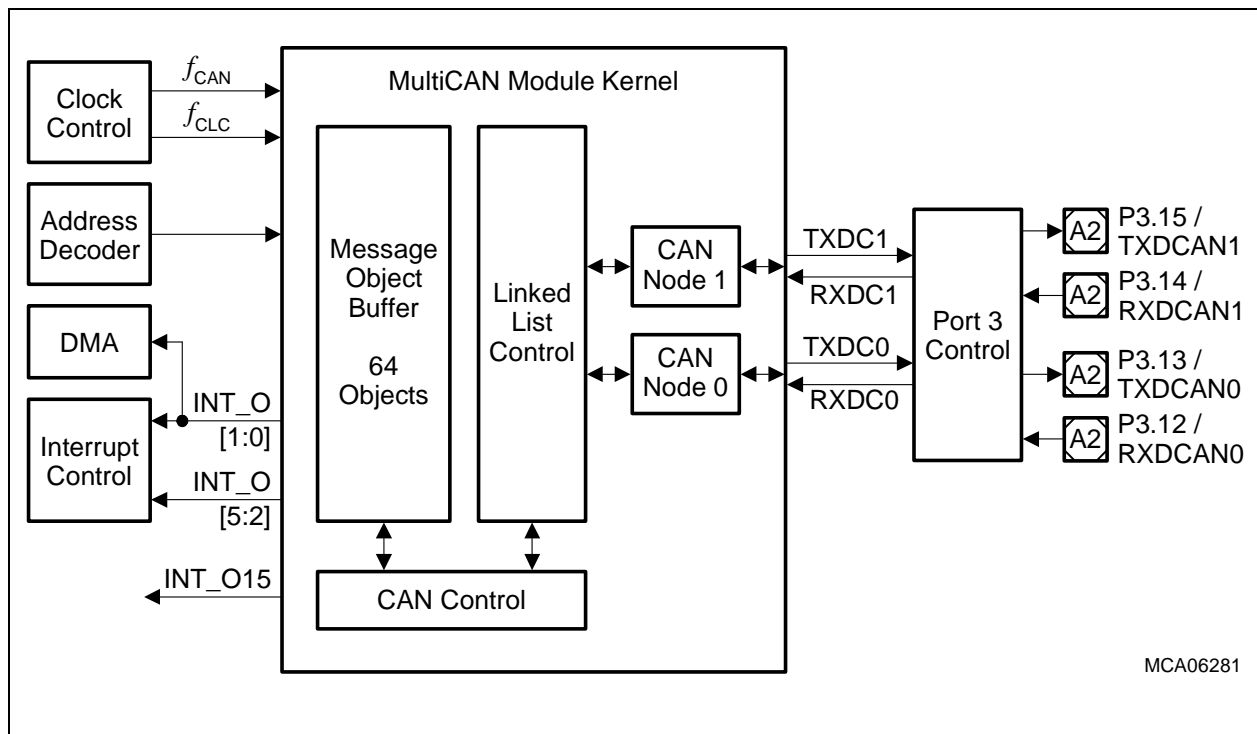 MultiCAN Module Kernel
Clock
Control
fCAN
fCLC
Address
Decoder
DMA
Interrupt
Control
INT_O
[1:0]
INT_O
[5:2]
INT_O15
Message
Object
Buffer
64
Objects
Linked
List
Control
CAN Control
CAN
Node 1
CAN
Node 0
TXDC1
RXDC1
TXDC0
RXDC0
Port 3
Control
A2
P3.15 /
TXDCAN1
A2
P3.14 /
RXDCAN1
A2
P3.13 /
TXDCAN0
A2
P3.12 /
RXDCAN0
MCA06281